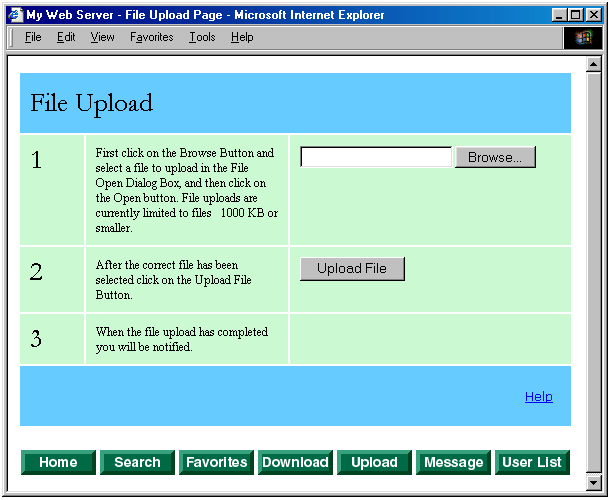 My Web Server - File Upload Page - Microsoft Internet Explorer
File Edit View Favorites Tools Help
File Upload
1
First click on the Browse Button and
select a file to upload in the File
Open Dialog Box, and then click on
the Open button. File uploads are
currently limited to files 1000 KB or
smaller.
Browse...
2
After the correct file has been
selected click on the Upload File
Button.
Upload File
3
When the file upload has completed
you will be notified.
Help
Home Search Favorites Download Upload Message User List